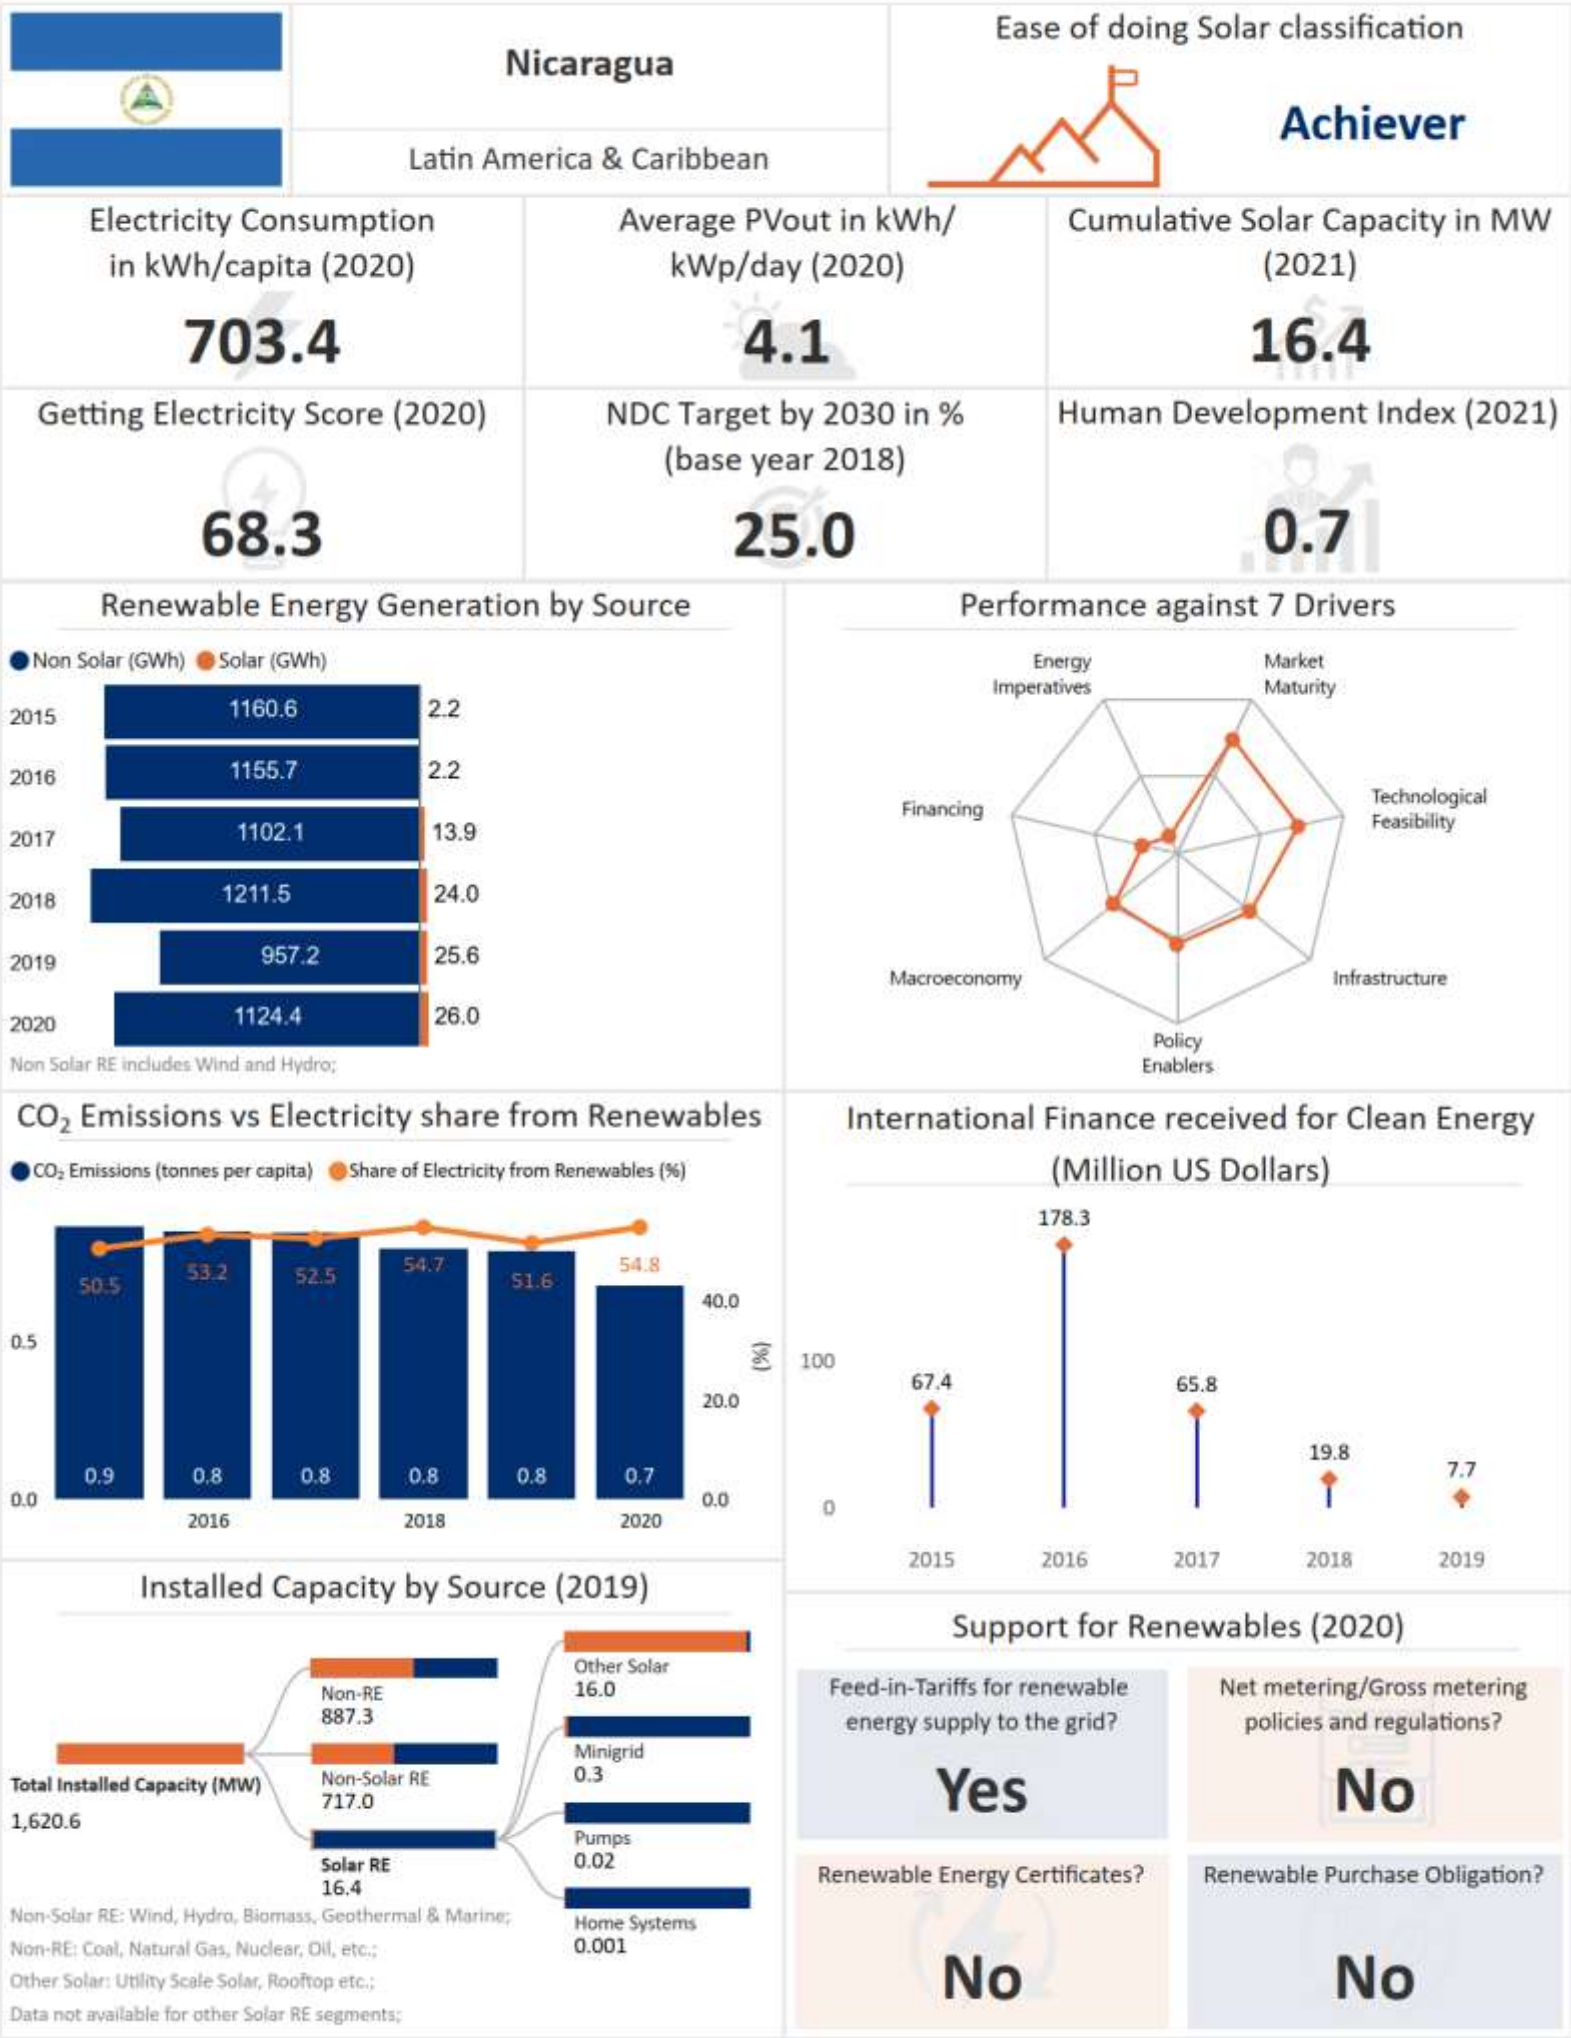 Nicaragua
Latin America & Caribbean
Ease of doing Solar classification
Achiever
Electricity Consumption
in kWh/capita (2020)
703.4
Average PVout in kWh/
kWp/day (2020)
4.1
Cumulative Solar Capacity in MW
(2021)
16.4
Getting Electricity Score (2020)
68.3
NDC Target by 2030 in %
(base year 2018)
25.0
Human Development Index (2021)
0.7
Renewable Energy Generation by Source
Non Solar (GWh) Solar (GWh)
2015 1160.6 2.2
2016 1155.7 2.2
2017 1102.1 13.9
2018 1211.5 24.0
2019 957.2 25.6
2020 1124.4 26.0
Non Solar RE includes Wind and Hydro;
Performance against 7 Drivers
Energy
Imperatives
Market
Maturity
Financing
Technological
Feasibility
Macroeconomy
Infrastructure
Policy
Enablers
CO₂ Emissions vs Electricity share from Renewables
CO₂ Emissions (tonnes per capita) Share of Electricity from Renewables (%)
50.5 53.2 52.5 54.7 51.6 54.8
40.0
0.5
(%)
20.0
0.9 0.8 0.8 0.8 0.8 0.7
0.0 0.0
2016 2018 2020
International Finance received for Clean Energy
(Million US Dollars)
178.3
100
67.4 65.8
19.8
7.7
0
2015 2016 2017 2018 2019
Installed Capacity by Source (2019)
Total Installed Capacity (MW)
1,620.6
Non-RE
887.3
Non-Solar RE
717.0
Solar RE
16.4
Other Solar
16.0
Minigrid
0.3
Pumps
0.02
Home Systems
0.001
Non-Solar RE: Wind, Hydro, Biomass, Geothermal & Marine;
Non-RE: Coal, Natural Gas, Nuclear, Oil, etc.;
Other Solar: Utility Scale Solar, Rooftop etc.;
Data not available for other Solar RE segments;
Support for Renewables (2020)
Feed-in-Tariffs for renewable
energy supply to the grid?
Yes
Net metering/Gross metering
policies and regulations?
No
Renewable Energy Certificates?
No
Renewable Purchase Obligation?
No